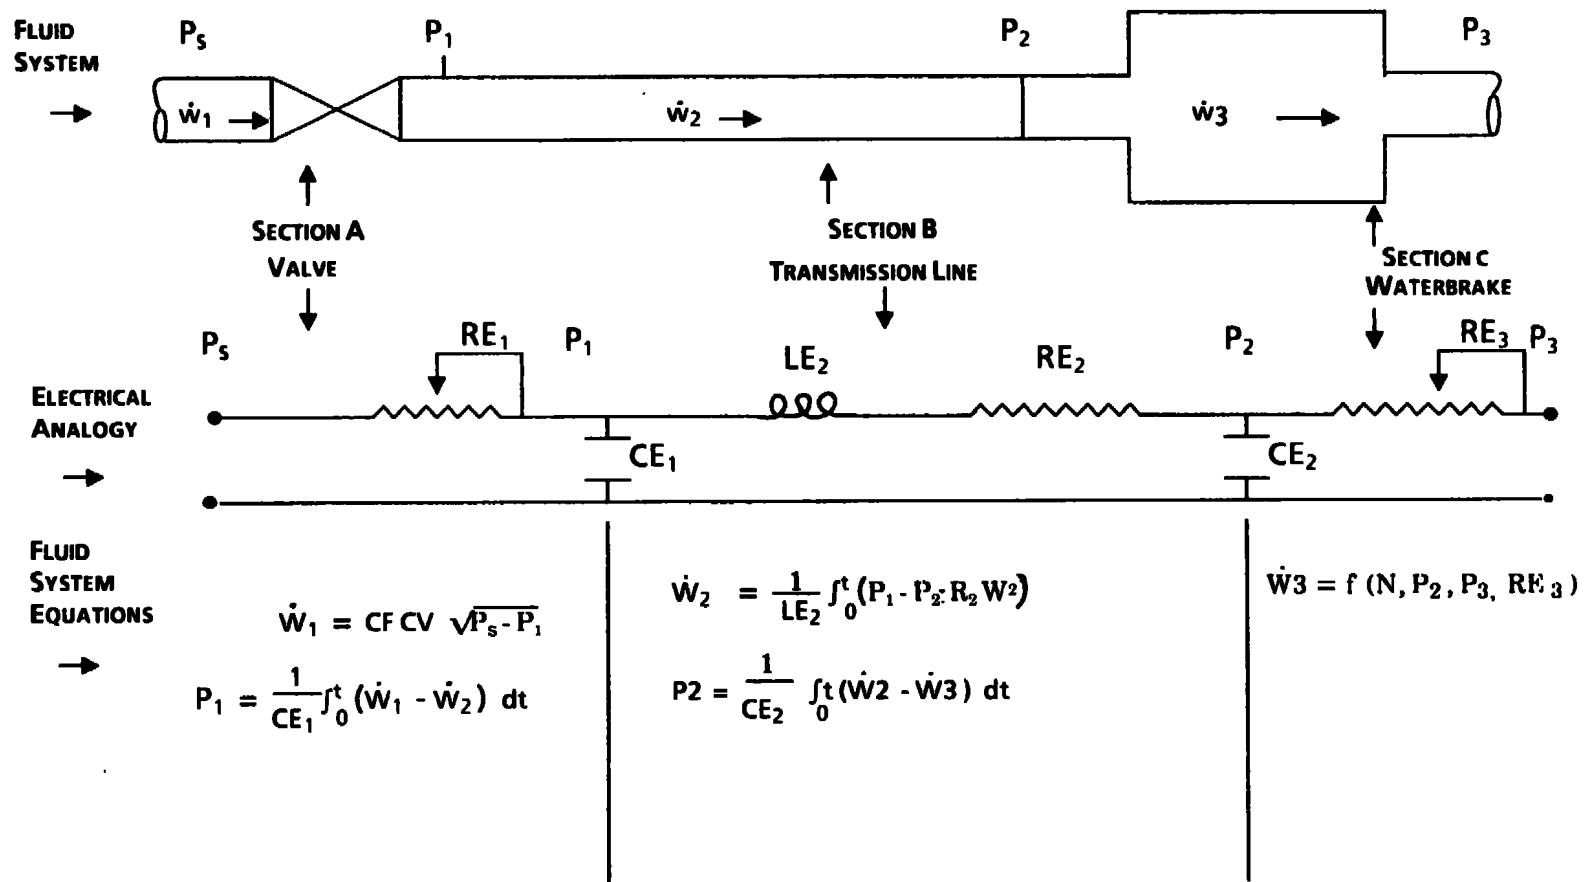 FLUID SYSTEM
Ps P1 P2 P3
ẇ1 ẇ2 ẇ3
SECTION A
VALVE
SECTION B
TRANSMISSION LINE
SECTION C
WATERBRAKE
Ps RE1 P1 LE2 RE2 P2 RE3 P3
ELECTRICAL
ANALOGY
CE1 CE2
FLUID
SYSTEM
EQUATIONS
Ẇ1 = CF CV √Ps - P1
P1 = 1/CE1 ∫0t (Ẇ1 - Ẇ2) dt
Ẇ2 = 1/LE2 ∫0t (P1 - P2 - R2 W2)
P2 = 1/CE2 ∫0t (Ẇ2 - Ẇ3) dt
Ẇ3 = f (N, P2, P3, RE3)